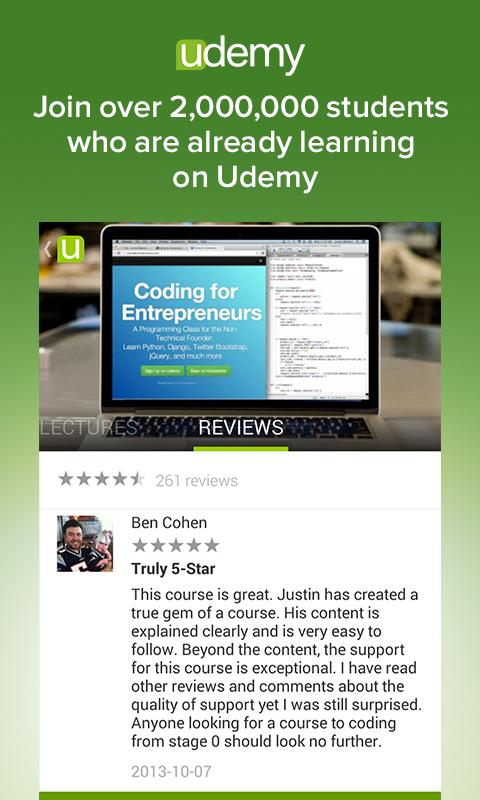 udemy
Join over 2,000,000 students
who are already learning
on Udemy
u
Coding for
Entrepreneurs
A Programming Class for the Non-
Technical Founder.
Learn Python, Django, Twitter Bootstrap,
jQuery, and much more
Sign Up on Udemy
LECTURES
REVIEWS
261 reviews
Ben Cohen
Truly 5-Star
This course is great. Justin has created a
true gem of a course. His content is
explained clearly and is very easy to
follow. Beyond the content, the support
for this course is exceptional. I have read
other reviews and comments about the
quality of support yet I was still surprised.
Anyone looking for a course to coding
from stage 0 should look no further.
2013-10-07